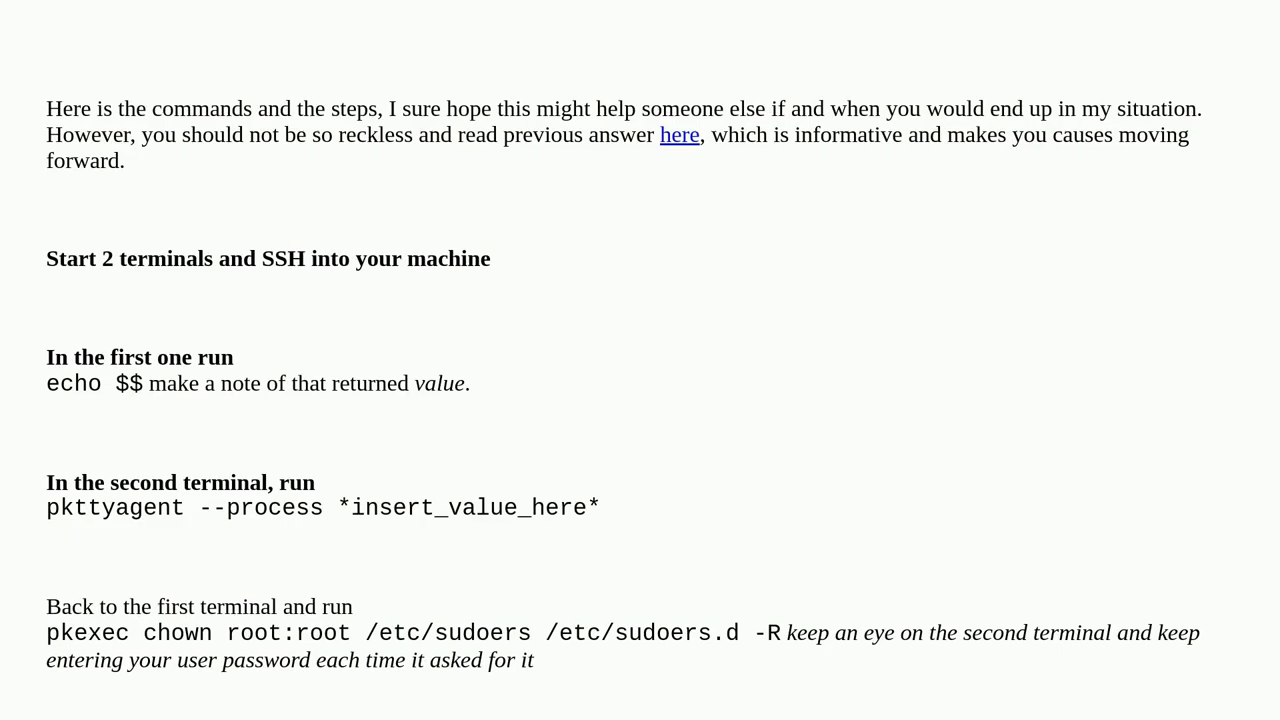 Here is the commands and the steps, I sure hope this might help someone else if and when you would end up in my situation.
However, you should not be so reckless and read previous answer here, which is informative and makes you causes moving
forward.
Start 2 terminals and SSH into your machine
In the first one run
echo $$ make a note of that returned value.
In the second terminal, run
pkttyagent --process *insert_value_here*
Back to the first terminal and run
pkexec chown root:root /etc/sudoers /etc/sudoers.d -R keep an eye on the second terminal and keep
entering your user password each time it asked for it